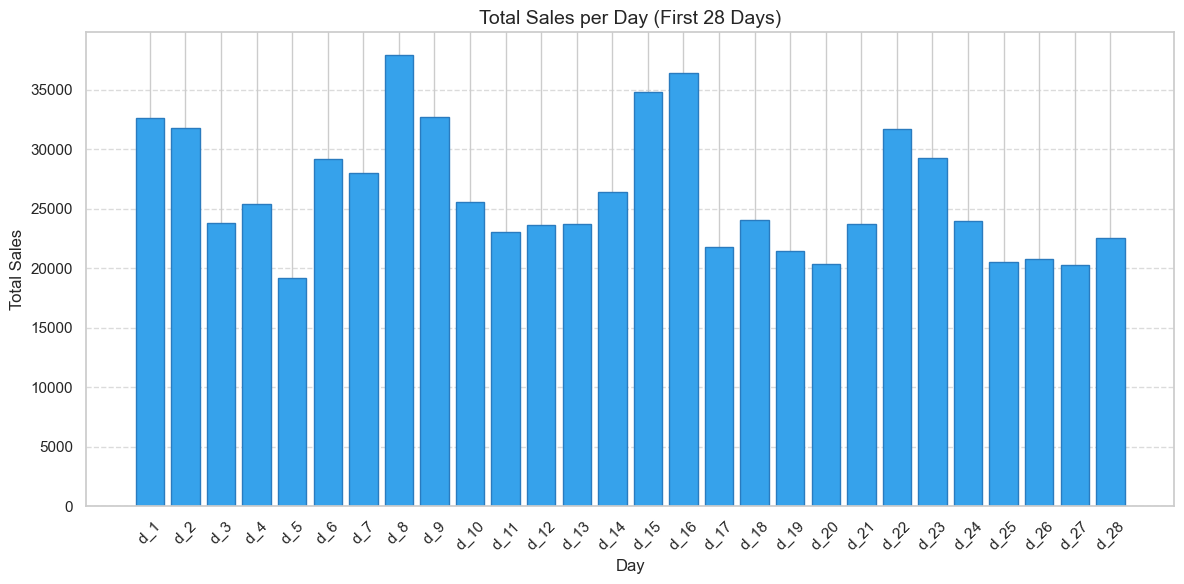 Total Sales per Day (First 28 Days)
Total Sales
35000
30000
25000
20000
15000
10000
5000
0
d_1 d_2 d_3 d_4 d_5 d_6 d_7 d_8 d_9 d_10 d_11 d_12 d_13 d_14 d_15 d_16 d_17 d_18 d_19 d_20 d_21 d_22 d_23 d_24 d_25 d_26 d_27 d_28
Day